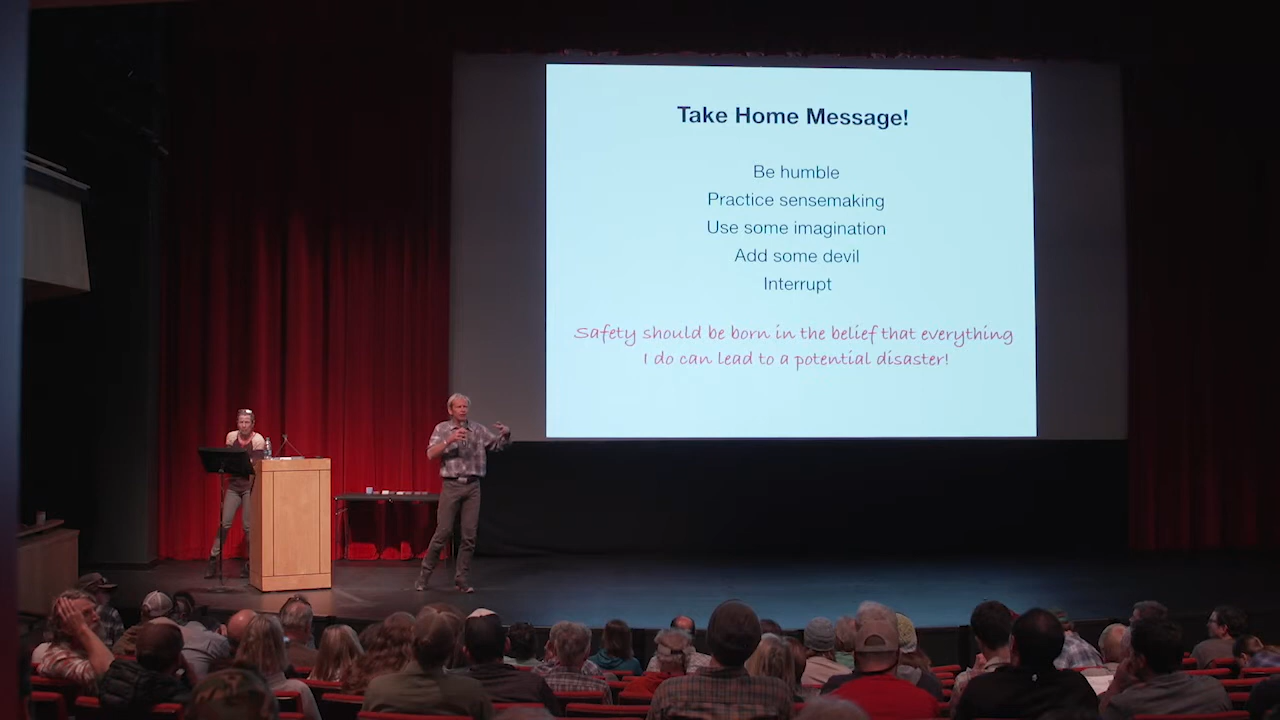 Take Home Message!
Be humble
Practice sensemaking
Use some imagination
Add some devil
Interrupt
Safety should be born in the belief that everything
I do can lead to a potential disaster!